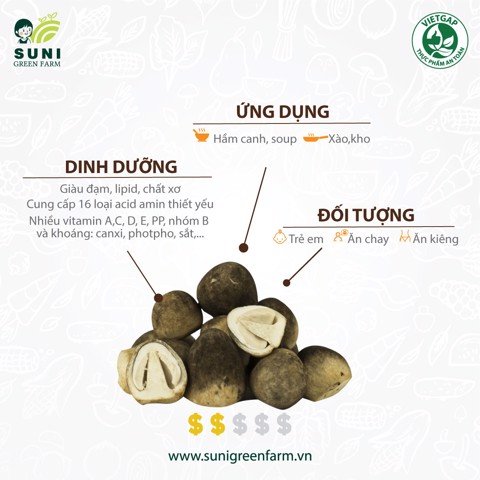 SUNI
GREEN FARM
VIETGAP
THỰC PHẨM AN TOÀN
ỨNG DỤNG
Hầm canh, soup
Xào,kho
DINH DƯỠNG
Giàu đạm, lipid, chất xơ
Cung cấp 16 loại acid amin thiết yếu
Nhiều vitamin A,C, D, E, PP, nhóm B
và khoáng: canxi, photpho, sắt,...
ĐỐI TƯỢNG
Trẻ em
Ăn chay
Ăn kiêng
$ $ $ $ $
www.sunigreenfarm.vn